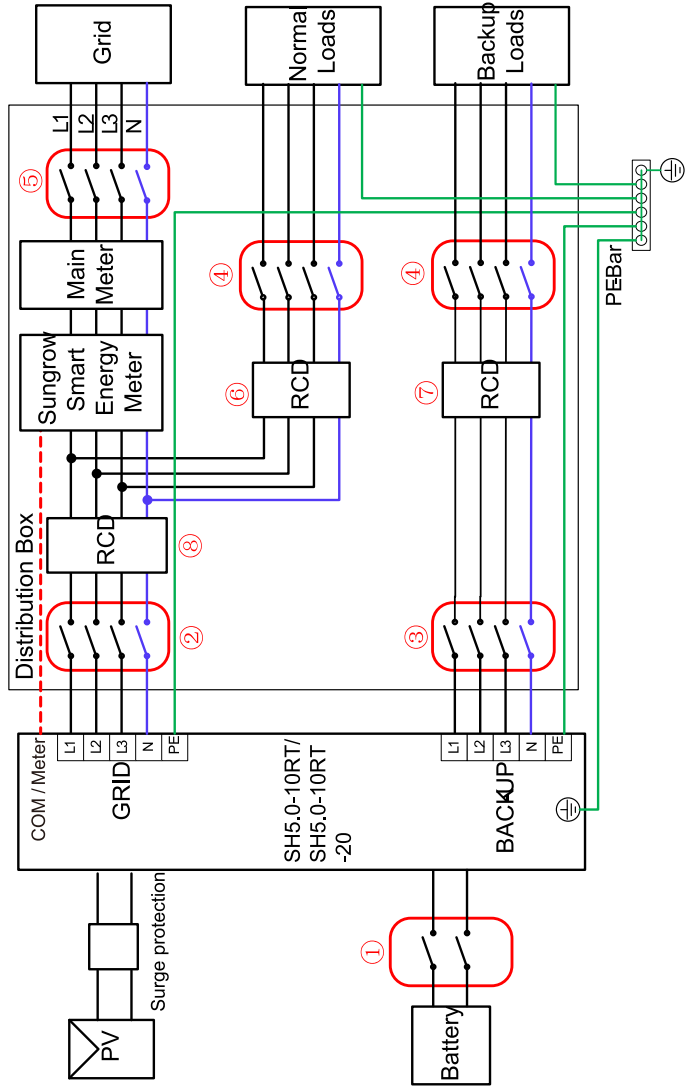 Grid
Normal
Loads
Backup
Loads
L1
L2
L3
N
⑤
Main
Meter
④
④
PE-Bar
Sungrow
Smart
Energy
Meter
⑥
RCD
⑦
RCD
Distribution Box
RCD
⑧
②
③
COM / Meter
L1
L2
L3
N
PE
GRID
SH5.0-10RT/
SH5.0-10RT
-20
L1
L2
L3
N
PE
BACKUP
Surge protection
①
PV
Battery